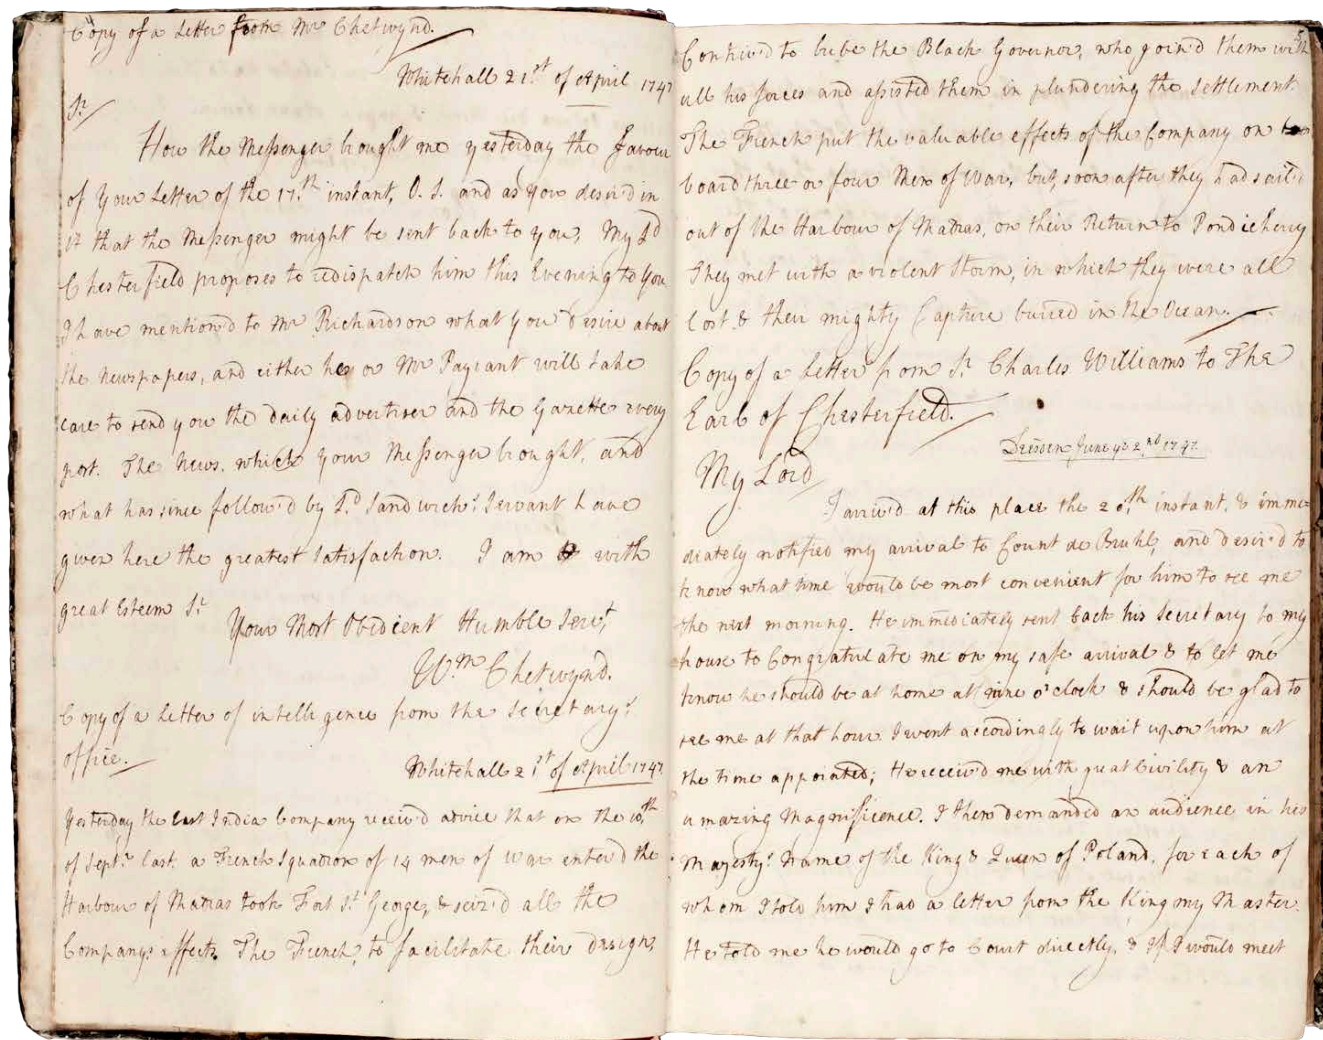 Copy of a Letter from Mr Chetwynd.
Whitehall 21.st of April 1747
Sr
How the Messenger brought me yesterday the favour
of your Letter of the 17.th instant, O. S. and as you desir'd in
it that the Messenger might be sent back to you, My Ld
Chesterfield proposes to redispatch him this Evening to you
I have mention'd to Mr Richardson what you desire about
the Newspapers, and either he or Mr Paynant will take
care to send you the daily advertiser and the Gazette every
post. The News, which your Messenger brought, and
what has since follow'd by Ld Sandwich's Servant have
given here the greatest Satisfaction. I am with
great Esteem Sr
Your Most Obedient Humble Servt
Wm Chetwynd.
Copy of a Letter of intelligence from the Secretary's
office.
Whitehall 21st of April 1747.
Yesterday the East India Company receiv'd advice that on the 10.th
of Septr last a French Squadron of 14 men of War enter'd the
Harbour of Madras took Fort St George, & seiz'd all the
Company's effects. The French, to facilitate their designs,
5
Contriv'd to bribe the Black Governor, who join'd them with
all his forces and assisted them in plundering the Settlement.
The French put the valuable effects of the Company on
board three or four Men of War, but, soon after they had sail'd
out of the Harbour of Madras, on their Return to Pondicherry
They met with a violent Storm, in which they were all
lost & their mighty Capture buried in the Ocean.
Copy of a Letter from Sr Charles Williams to The
Earl of Chesterfield.
Dresden June ye 2.nd 1747.
My Lord
I arriv'd at this place the 20.th instant, & imme=
diately notified my arrival to Count de Bruhl, and desir'd to
know what time would be most convenient for him to see me
the next morning. He immediately sent back his Secretary to my
house to Congratulate me on my safe arrival & to let me
know he should be at home at nine o'clock & should be glad to
see me at that hour. I went accordingly to wait upon him at
the time appointed; He receiv'd me with great Civility & an
amazing Magnificence. I then demanded an audience in his
Majesty's Name of the King & Queen of Poland, for each of
whom I told him I had a letter from the King my Master.
He told me he would go to Court directly, & If I would meet